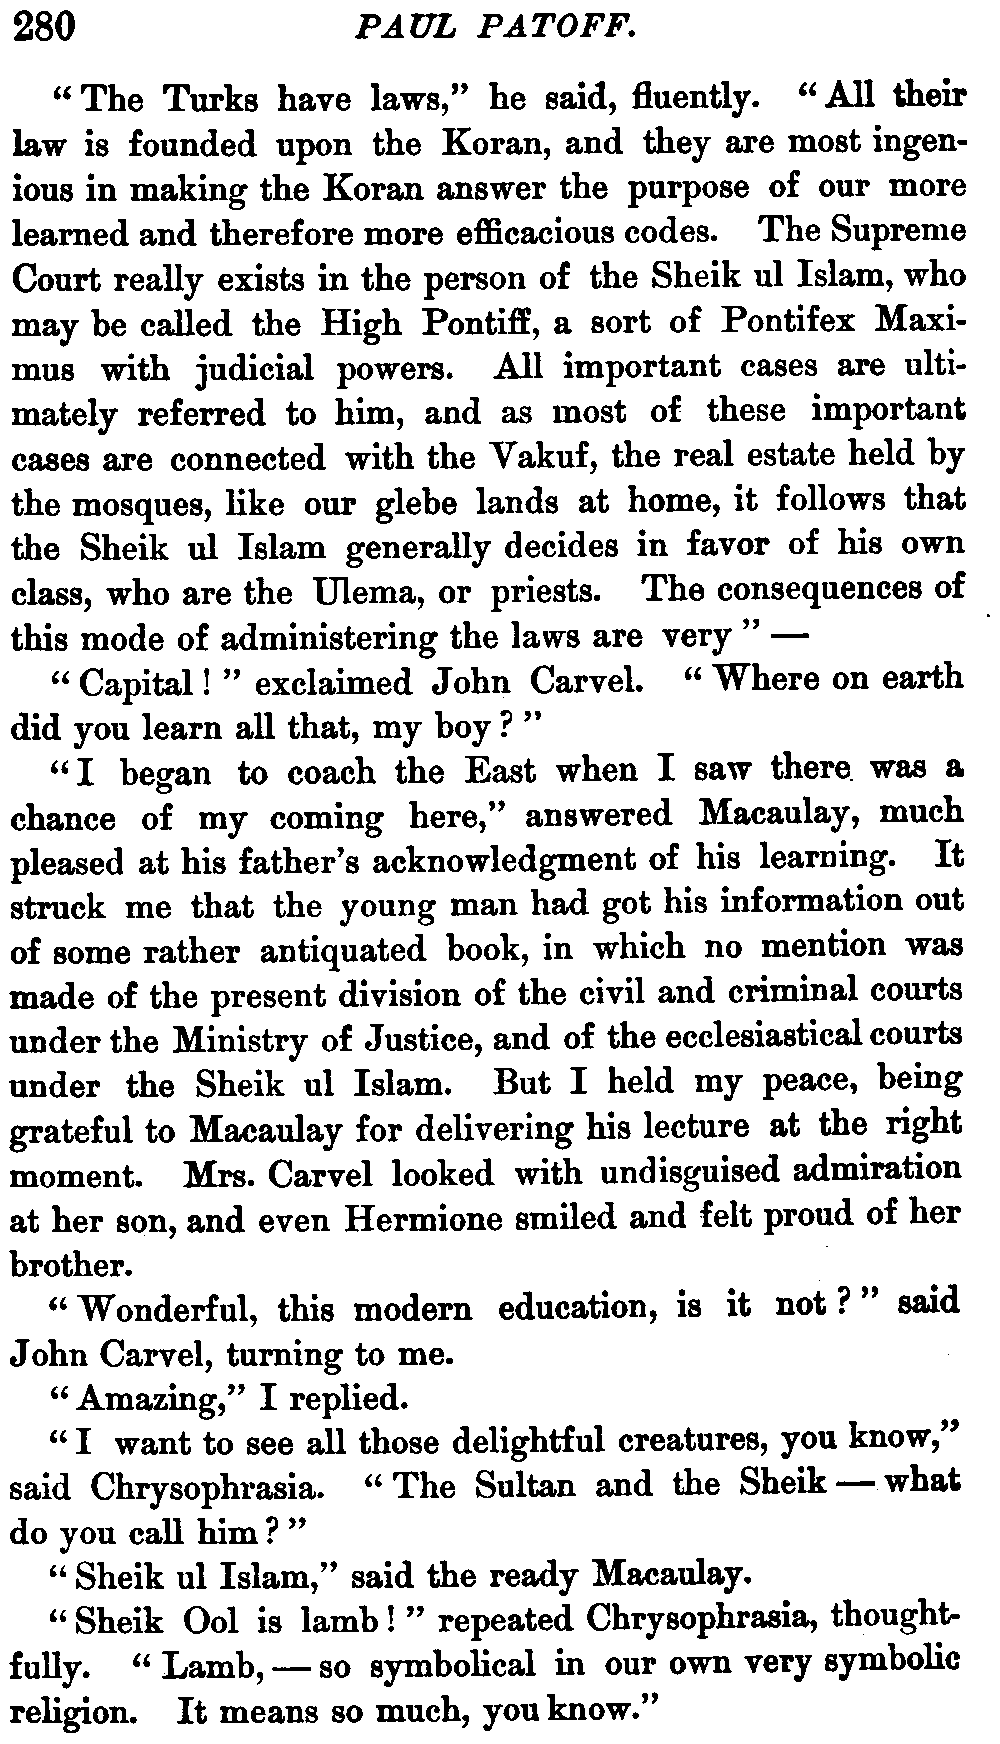 280 PAUL PATOFF.
"The Turks have laws," he said, fluently. "All their
law is founded upon the Koran, and they are most ingen-
ious in making the Koran answer the purpose of our more
learned and therefore more efficacious codes. The Supreme
Court really exists in the person of the Sheik ul Islam, who
may be called the High Pontiff, a sort of Pontifex Maxi-
mus with judicial powers. All important cases are ulti-
mately referred to him, and as most of these important
cases are connected with the Vakuf, the real estate held by
the mosques, like our glebe lands at home, it follows that
the Sheik ul Islam generally decides in favor of his own
class, who are the Ulema, or priests. The consequences of
this mode of administering the laws are very" —
"Capital!" exclaimed John Carvel. "Where on earth
did you learn all that, my boy?"
"I began to coach the East when I saw there was a
chance of my coming here," answered Macaulay, much
pleased at his father's acknowledgment of his learning. It
struck me that the young man had got his information out
of some rather antiquated book, in which no mention was
made of the present division of the civil and criminal courts
under the Ministry of Justice, and of the ecclesiastical courts
under the Sheik ul Islam. But I held my peace, being
grateful to Macaulay for delivering his lecture at the right
moment. Mrs. Carvel looked with undisguised admiration
at her son, and even Hermione smiled and felt proud of her
brother.
"Wonderful, this modern education, is it not?" said
John Carvel, turning to me.
"Amazing," I replied.
"I want to see all those delightful creatures, you know,"
said Chrysophrasia. "The Sultan and the Sheik — what
do you call him?"
"Sheik ul Islam," said the ready Macaulay.
"Sheik Ool is lamb!" repeated Chrysophrasia, thought-
fully. "Lamb, — so symbolical in our own very symbolic
religion. It means so much, you know."